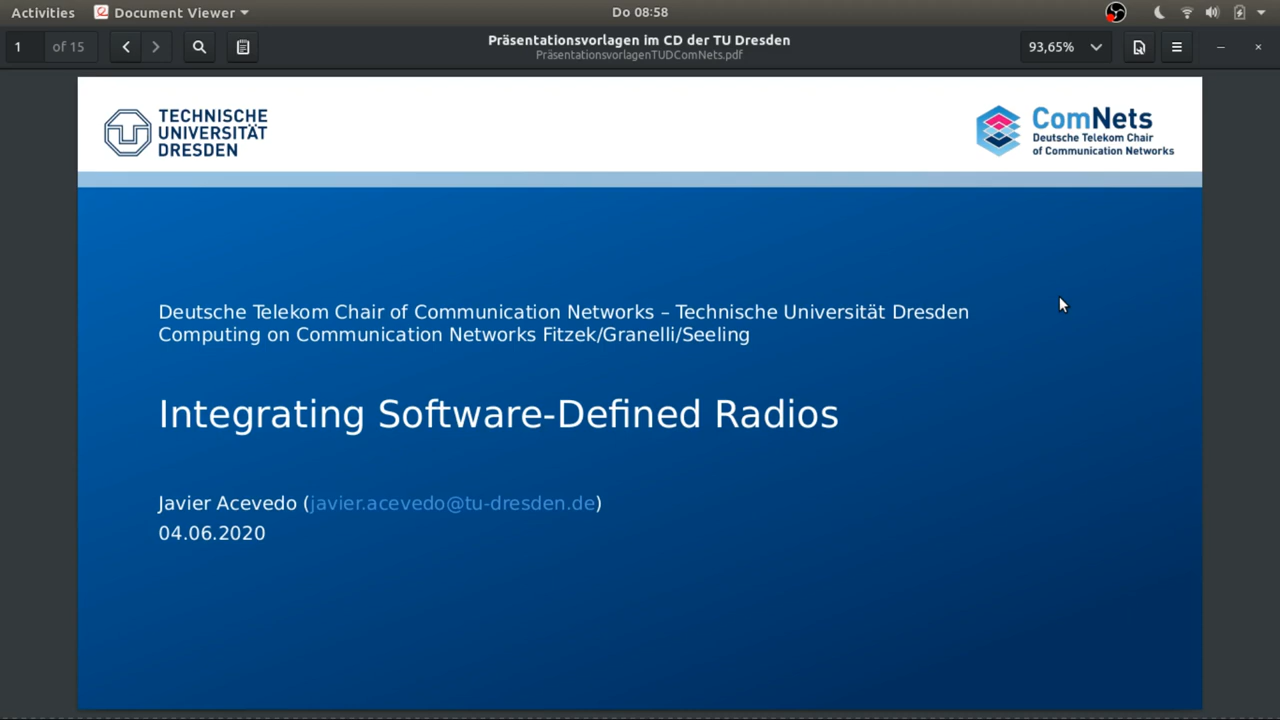 Activities Document Viewer Do 08:58
1 of 15 Präsentationsvorlagen im CD der TU Dresden 93,65%
PräsentationsvorlagenTUDComNets.pdf
TECHNISCHE
UNIVERSITÄT
DRESDEN
ComNets
Deutsche Telekom Chair
of Communication Networks
Deutsche Telekom Chair of Communication Networks – Technische Universität Dresden
Computing on Communication Networks Fitzek/Granelli/Seeling
Integrating Software-Defined Radios
Javier Acevedo (javier.acevedo@tu-dresden.de)
04.06.2020